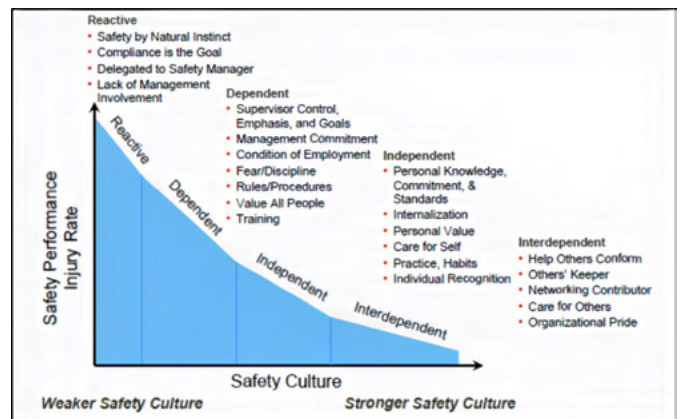 Reactive
• Safety by Natural Instinct
• Compliance is the Goal
• Delegated to Safety Manager
• Lack of Management
Involvement
Dependent
• Supervisor Control,
Emphasis, and Goals
• Management Commitment
• Condition of Employment
• Fear/Discipline
• Rules/Procedures
• Value All People
• Training
Independent
• Personal Knowledge,
Commitment, &
Standards
• Internalization
• Personal Value
• Care for Self
• Practice, Habits
• Individual Recognition
Interdependent
• Help Others Conform
• Others' Keeper
• Networking Contributor
• Care for Others
• Organizational Pride
Reactive
Dependent
Independent
Interdependent
Safety Performance
Injury Rate
Safety Culture
Weaker Safety Culture
Stronger Safety Culture